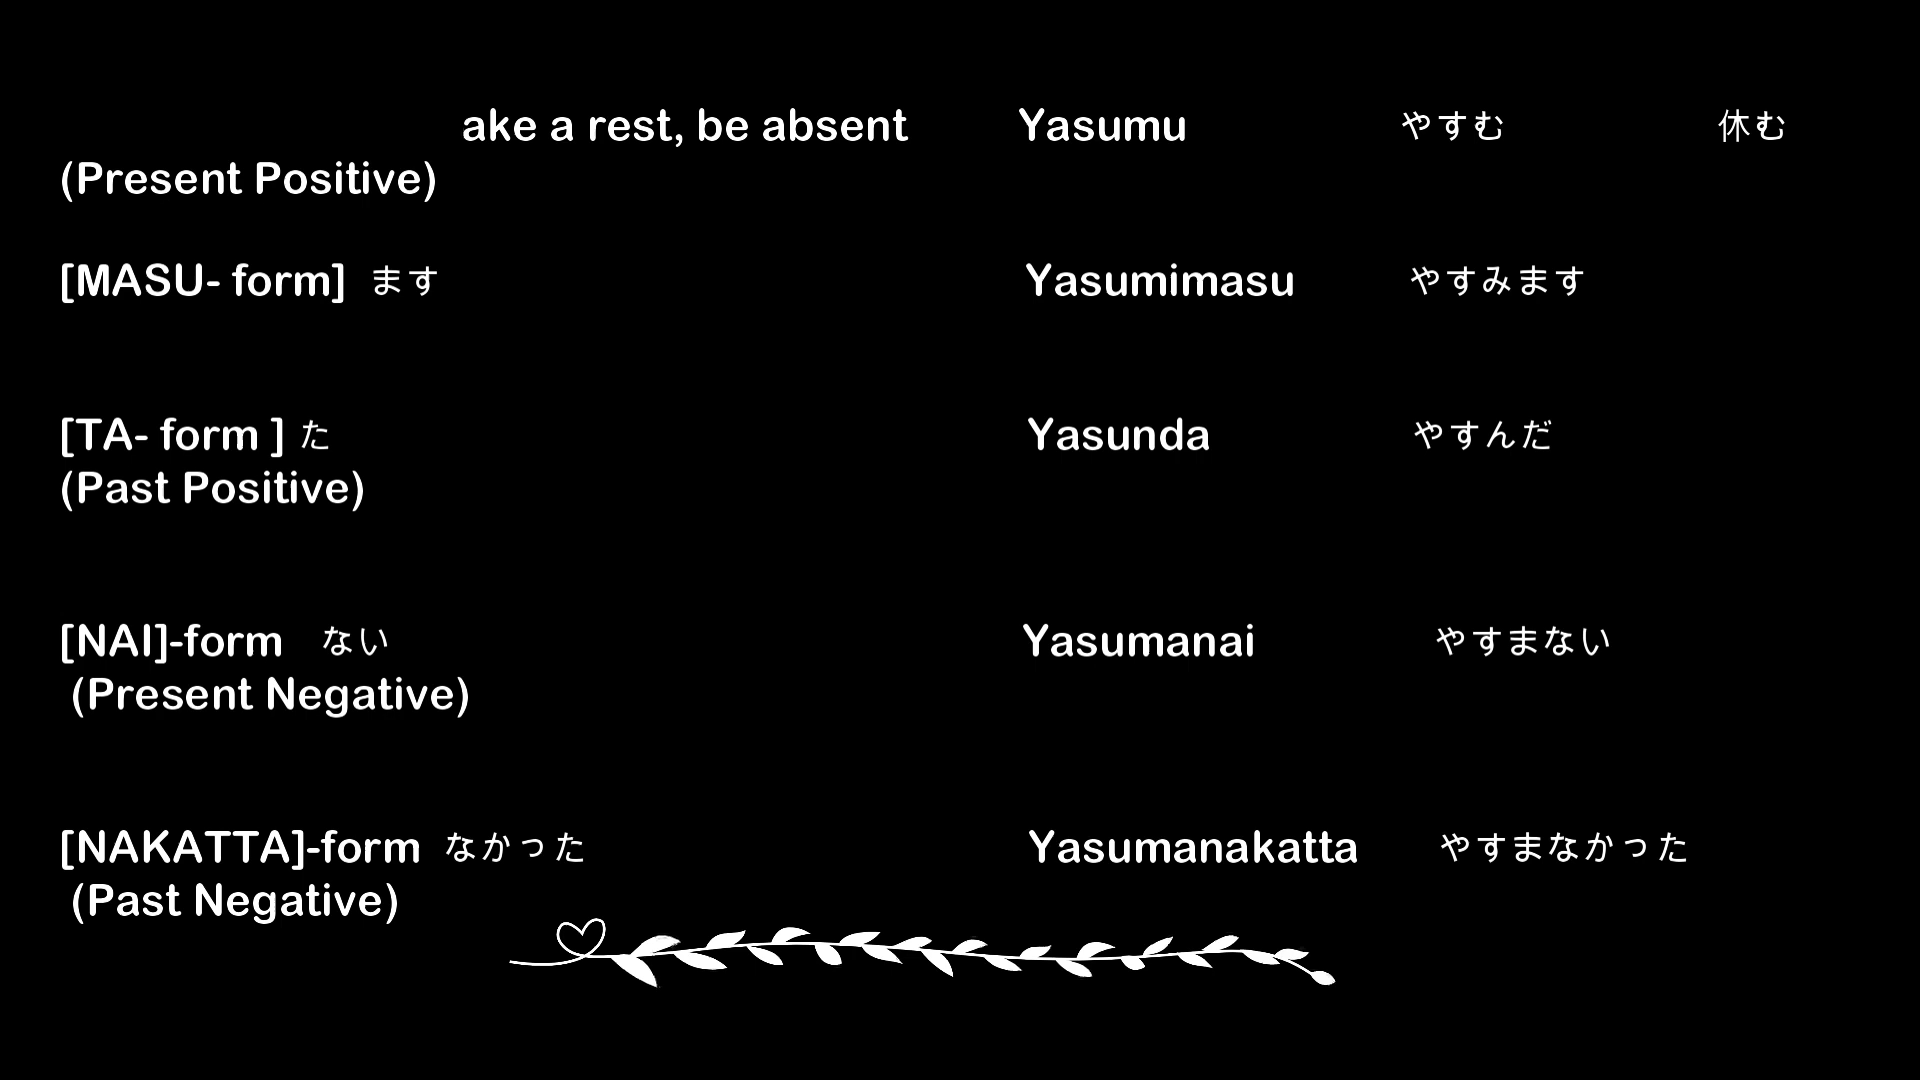 ake a rest, be absent Yasumu やすむ 休む
(Present Positive)
[MASU- form] ます Yasumimasu やすみます
[TA- form ] た Yasunda やすんだ
(Past Positive)
[NAI]-form ない Yasumanai やすまない
(Present Negative)
[NAKATTA]-form なかった Yasumanakatta やすまなかった
(Past Negative)